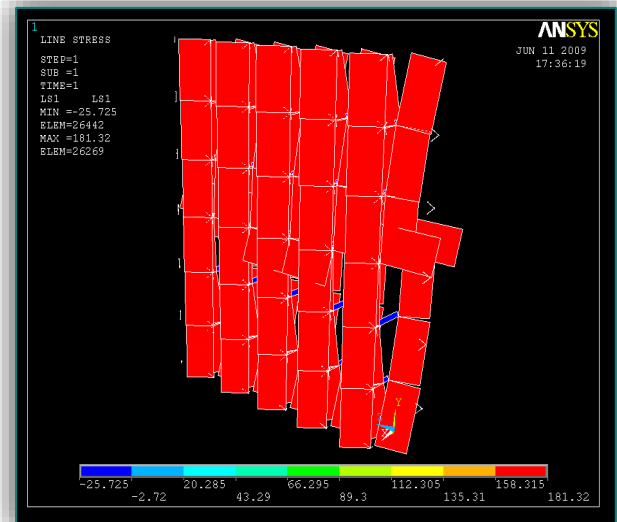 1
ANSYS
LINE STRESS
JUN 11 2009
17:36:19
STEP=1
SUB =1
TIME=1
LS1 LS1
MIN =-25.725
ELEM=26442
MAX =181.32
ELEM=26269
Y
X
-25.725 20.285 66.295 112.305 158.315
-2.72 43.29 89.3 135.31 181.32